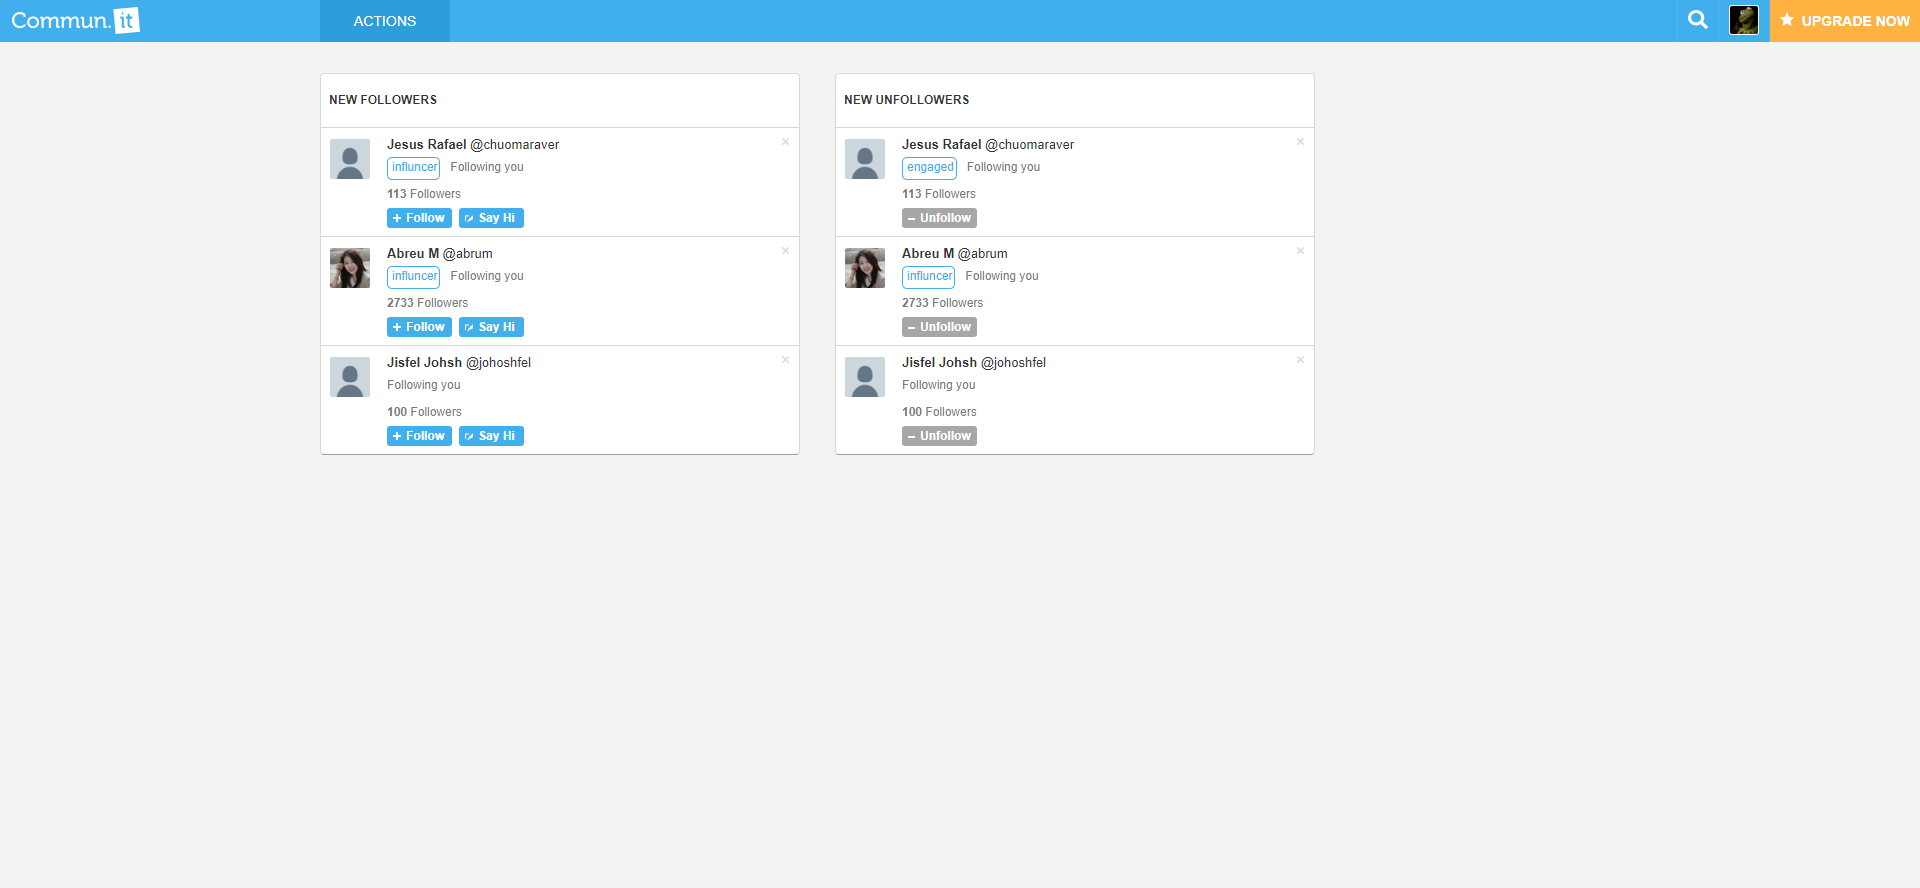 Commun.it
ACTIONS
UPGRADE NOW
NEW FOLLOWERS
Jesus Rafael @chuomaraver
influncer Following you
113 Followers
+ Follow Say Hi
Abreu M @abrum
influncer Following you
2733 Followers
+ Follow Say Hi
Jisfel Johsh @johoshfel
Following you
100 Followers
+ Follow Say Hi
NEW UNFOLLOWERS
Jesus Rafael @chuomaraver
engaged Following you
113 Followers
– Unfollow
Abreu M @abrum
influncer Following you
2733 Followers
– Unfollow
Jisfel Johsh @johoshfel
Following you
100 Followers
– Unfollow